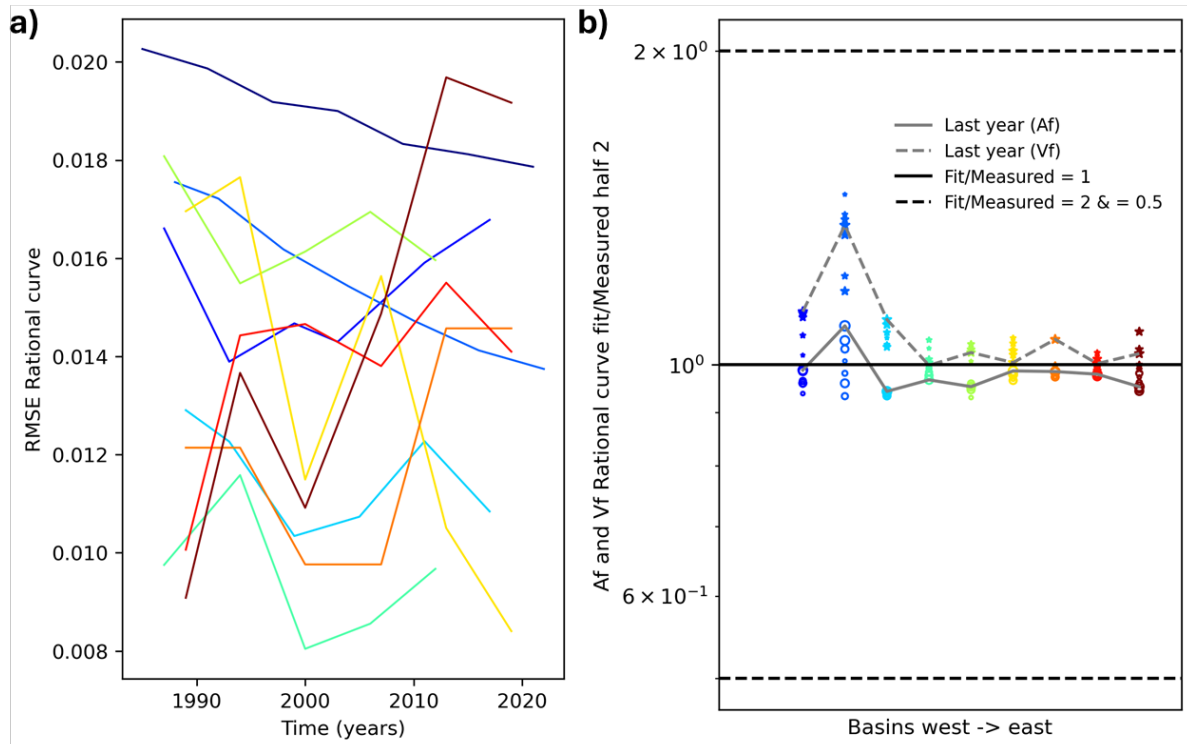 a)
0.020
0.018
0.016
0.014
0.012
0.010
0.008
RMSE Rational curve
1990
2000
2010
2020
Time (years)
b)
2 × 10⁰
10⁰
6 × 10⁻¹
Af and Vf Rational curve fit/Measured half 2
Last year (Af)
Last year (Vf)
Fit/Measured = 1
Fit/Measured = 2 & = 0.5
Basins west -> east